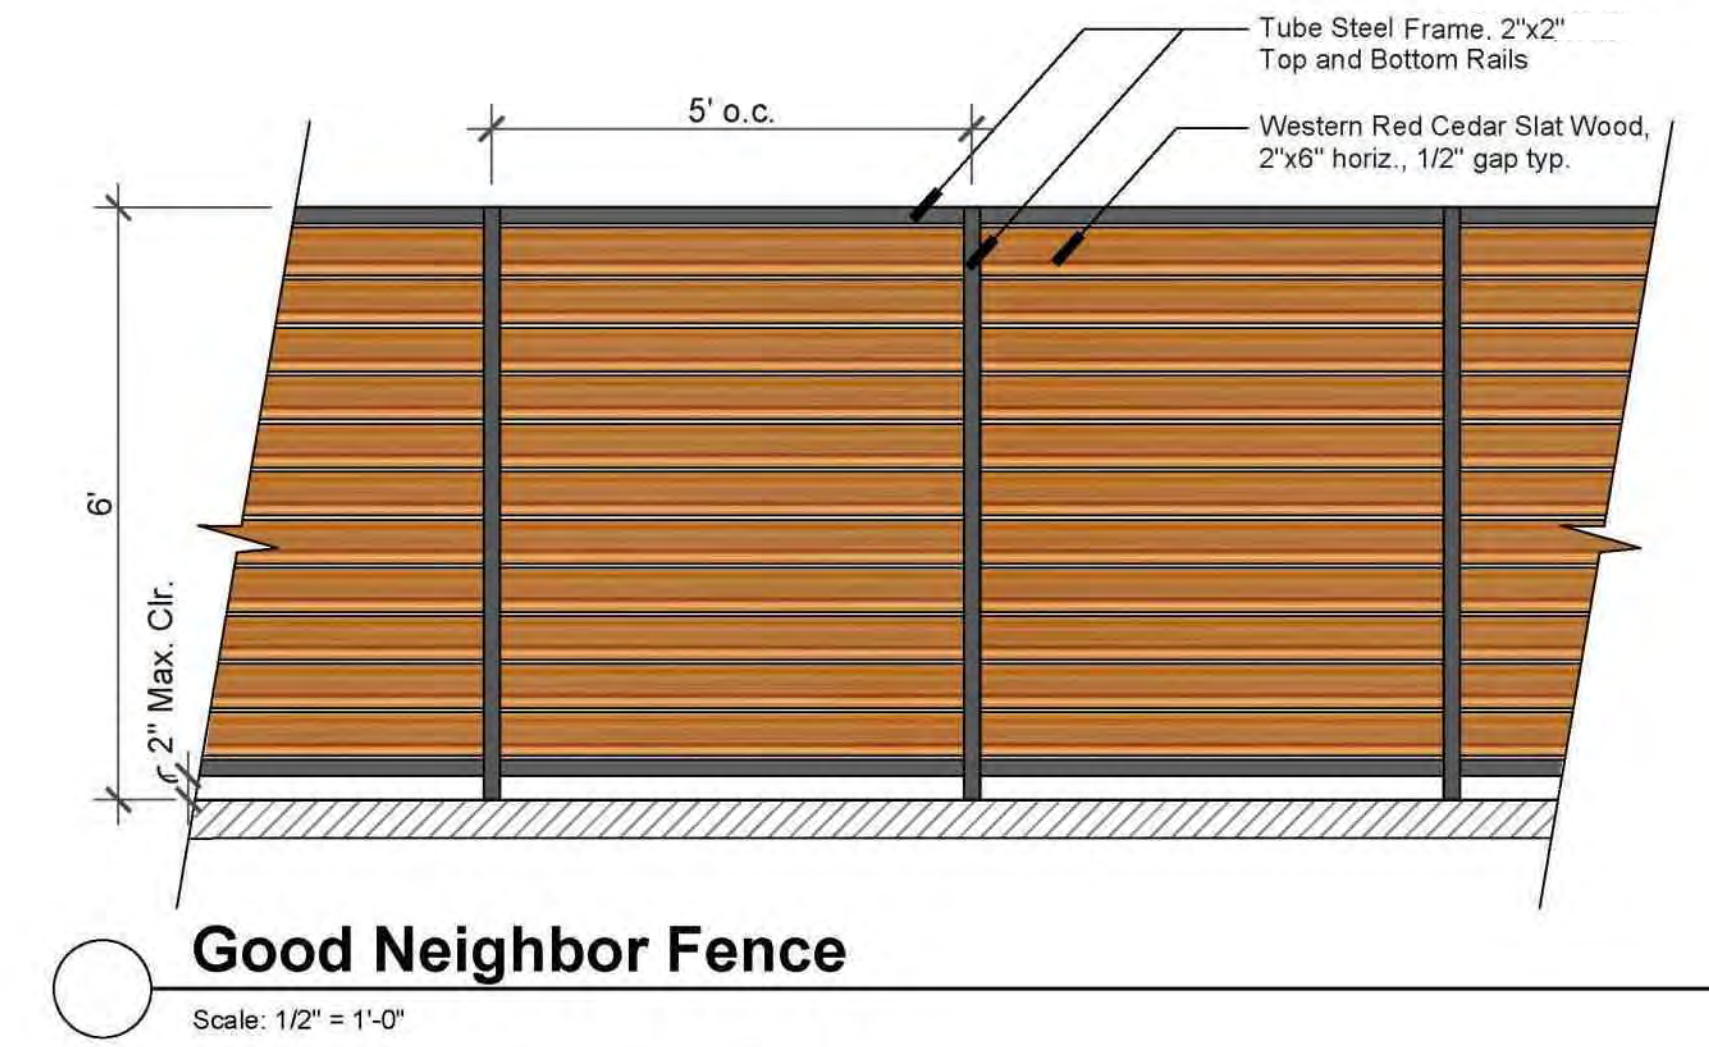 Tube Steel Frame. 2"x2"
Top and Bottom Rails
5' o.c.
Western Red Cedar Slat Wood,
2"x6" horiz., 1/2" gap typ.
6'
2" Max. Clr.
Good Neighbor Fence
Scale: 1/2" = 1'-0"